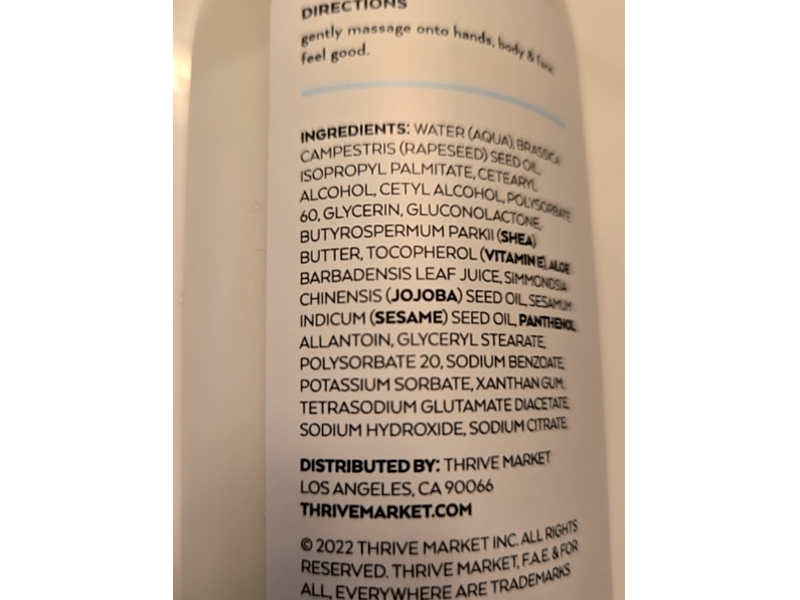 DIRECTIONS
gently massage onto hands, body & face
feel good.
INGREDIENTS: WATER (AQUA), BRASSICA
CAMPESTRIS (RAPESEED) SEED OIL,
ISOPROPYL PALMITATE, CETEARYL
ALCOHOL, CETYL ALCOHOL, POLYSORBATE
60, GLYCERIN, GLUCONOLACTONE,
BUTYROSPERMUM PARKII (SHEA)
BUTTER, TOCOPHEROL (VITAMIN E), ALOE
BARBADENSIS LEAF JUICE, SIMMONDSIA
CHINENSIS (JOJOBA) SEED OIL, SESAMUM
INDICUM (SESAME) SEED OIL, PANTHENOL,
ALLANTOIN, GLYCERYL STEARATE,
POLYSORBATE 20, SODIUM BENZOATE,
POTASSIUM SORBATE, XANTHAN GUM,
TETRASODIUM GLUTAMATE DIACETATE,
SODIUM HYDROXIDE, SODIUM CITRATE.
DISTRIBUTED BY: THRIVE MARKET
LOS ANGELES, CA 90066
THRIVEMARKET.COM
© 2022 THRIVE MARKET INC. ALL RIGHTS
RESERVED. THRIVE MARKET, F.A.E. & FOR
ALL, EVERYWHERE ARE TRADEMARKS